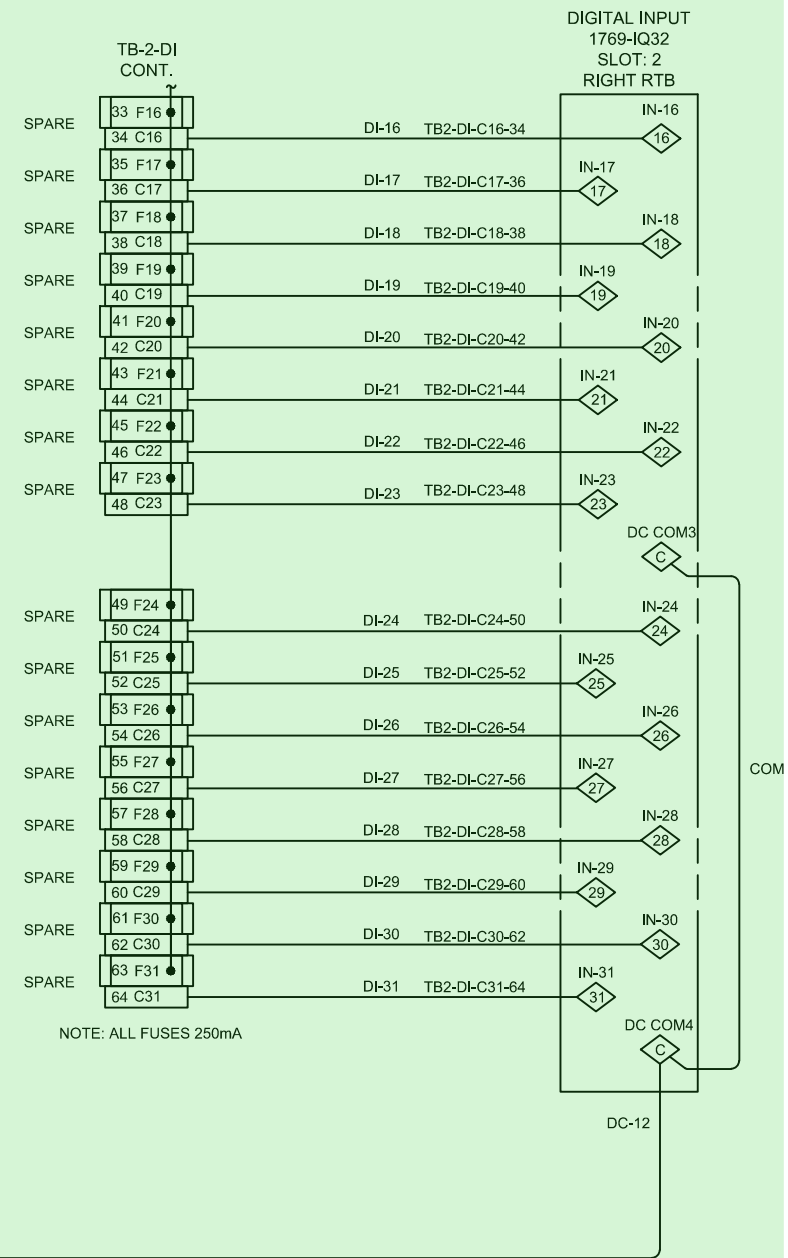 DIGITAL INPUT
1769-IQ32
SLOT: 2
RIGHT RTB
TB-2-DI
CONT.
SPARE 33 F16 IN-16
34 C16 DI-16 TB2-DI-C16-34 16
SPARE 35 F17 IN-17
36 C17 DI-17 TB2-DI-C17-36 17
SPARE 37 F18 IN-18
38 C18 DI-18 TB2-DI-C18-38 18
SPARE 39 F19 IN-19
40 C19 DI-19 TB2-DI-C19-40 19
SPARE 41 F20 IN-20
42 C20 DI-20 TB2-DI-C20-42 20
SPARE 43 F21 IN-21
44 C21 DI-21 TB2-DI-C21-44 21
SPARE 45 F22 IN-22
46 C22 DI-22 TB2-DI-C22-46 22
SPARE 47 F23 IN-23
48 C23 DI-23 TB2-DI-C23-48 23
DC COM3
C
SPARE 49 F24 IN-24
50 C24 DI-24 TB2-DI-C24-50 24
SPARE 51 F25 IN-25
52 C25 DI-25 TB2-DI-C25-52 25
SPARE 53 F26 IN-26
54 C26 DI-26 TB2-DI-C26-54 26
SPARE 55 F27 IN-27
56 C27 DI-27 TB2-DI-C27-56 27
COM
SPARE 57 F28 IN-28
58 C28 DI-28 TB2-DI-C28-58 28
SPARE 59 F29 IN-29
60 C29 DI-29 TB2-DI-C29-60 29
SPARE 61 F30 IN-30
62 C30 DI-30 TB2-DI-C30-62 30
SPARE 63 F31 IN-31
64 C31 DI-31 TB2-DI-C31-64 31
NOTE: ALL FUSES 250mA
DC COM4
C
DC-12